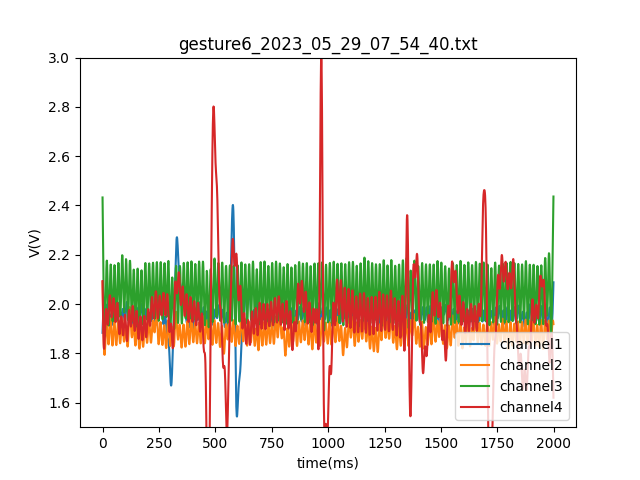 gesture6_2023_05_29_07_54_40.txt
3.0
2.8
2.6
2.4
2.2
2.0
1.8
1.6
V(V)
channel1
channel2
channel3
channel4
0 250 500 750 1000 1250 1500 1750 2000
time(ms)